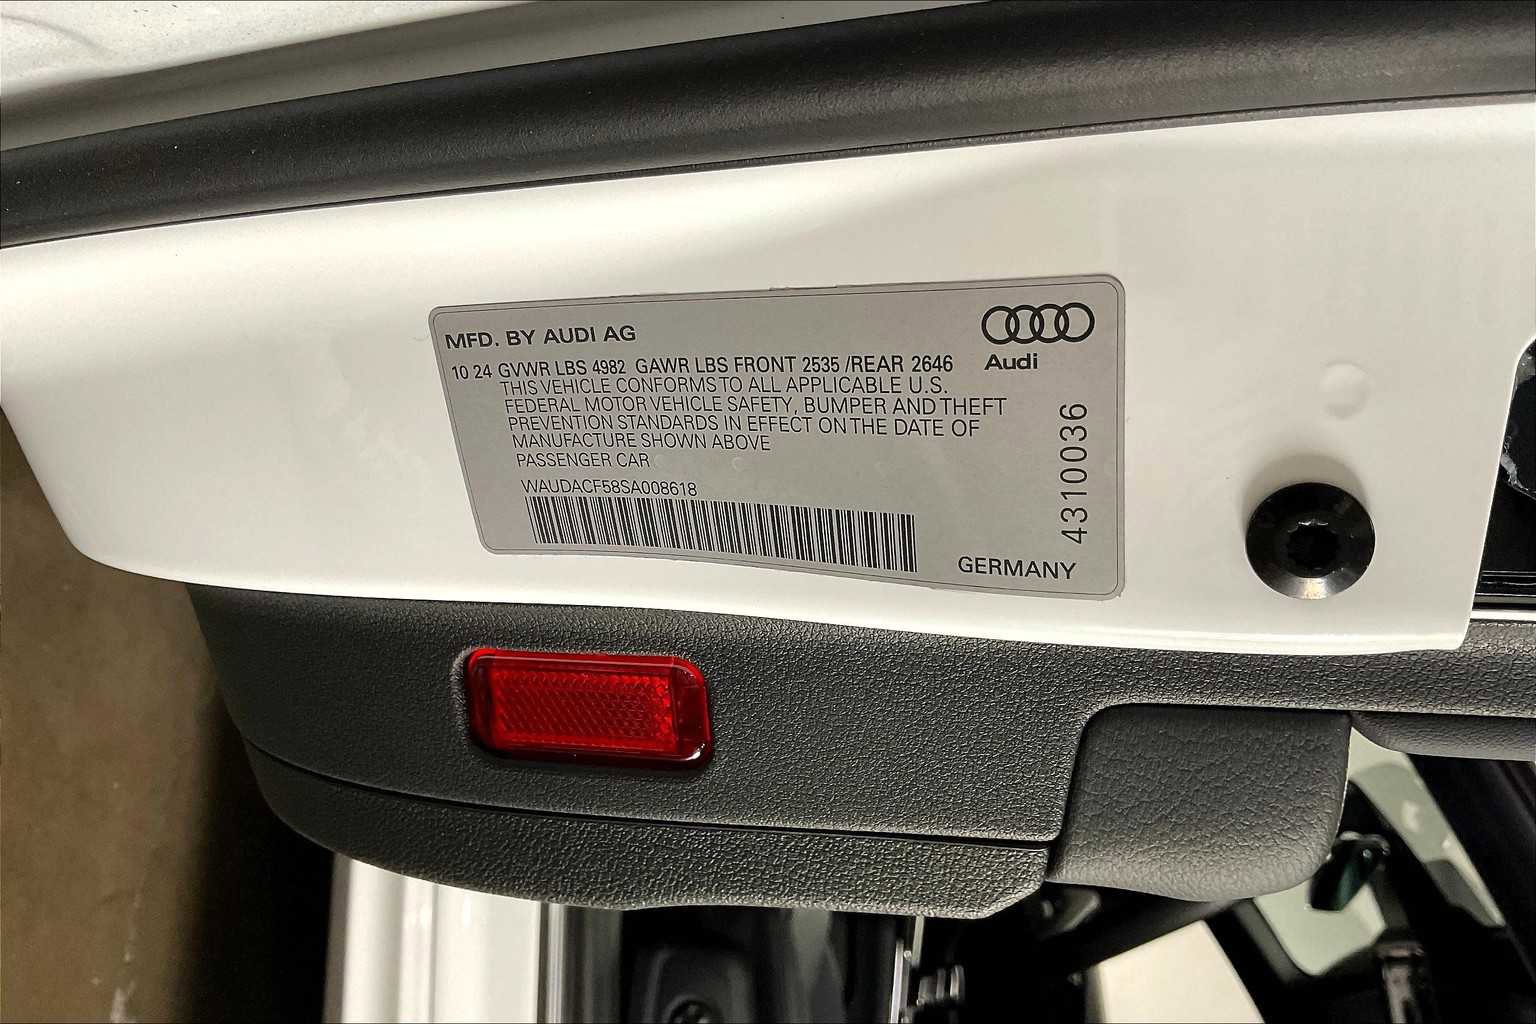 MFD. BY AUDI AG
Audi
10 24 GVWR LBS 4982 GAWR LBS FRONT 2535 /REAR 2646
THIS VEHICLE CONFORMS TO ALL APPLICABLE U.S.
FEDERAL MOTOR VEHICLE SAFETY, BUMPER AND THEFT
PREVENTION STANDARDS IN EFFECT ON THE DATE OF
MANUFACTURE SHOWN ABOVE
PASSENGER CAR
WAUDACF58SA008618
4310036
GERMANY